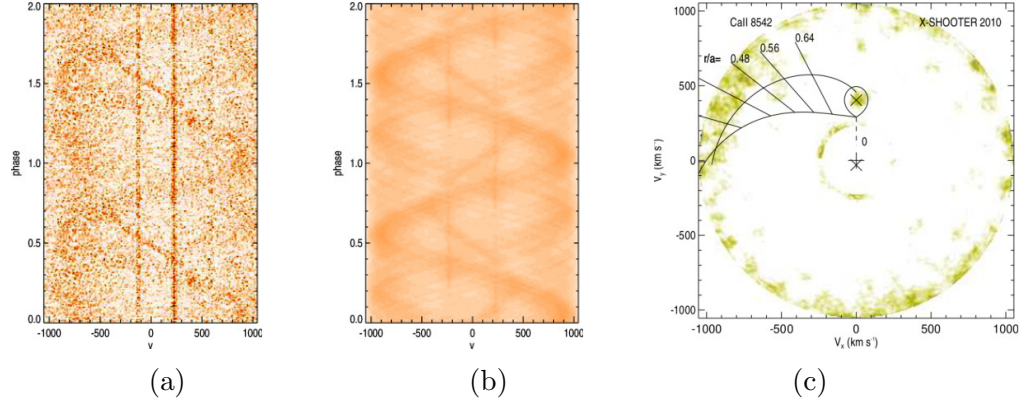 2.0
1.5
1.0
0.5
0.0
phase
-1000 -500 0 500 1000
v
(a)
2.0
1.5
1.0
0.5
0.0
phase
-1000 -500 0 500 1000
v
(b)
CaII 8542 X-SHOOTER 2010
r/a= 0.48 0.56 0.64
0
1000
500
0
-500
-1000
Vy (km s⁻¹)
-1000 -500 0 500 1000
Vx (km s⁻¹)
(c)